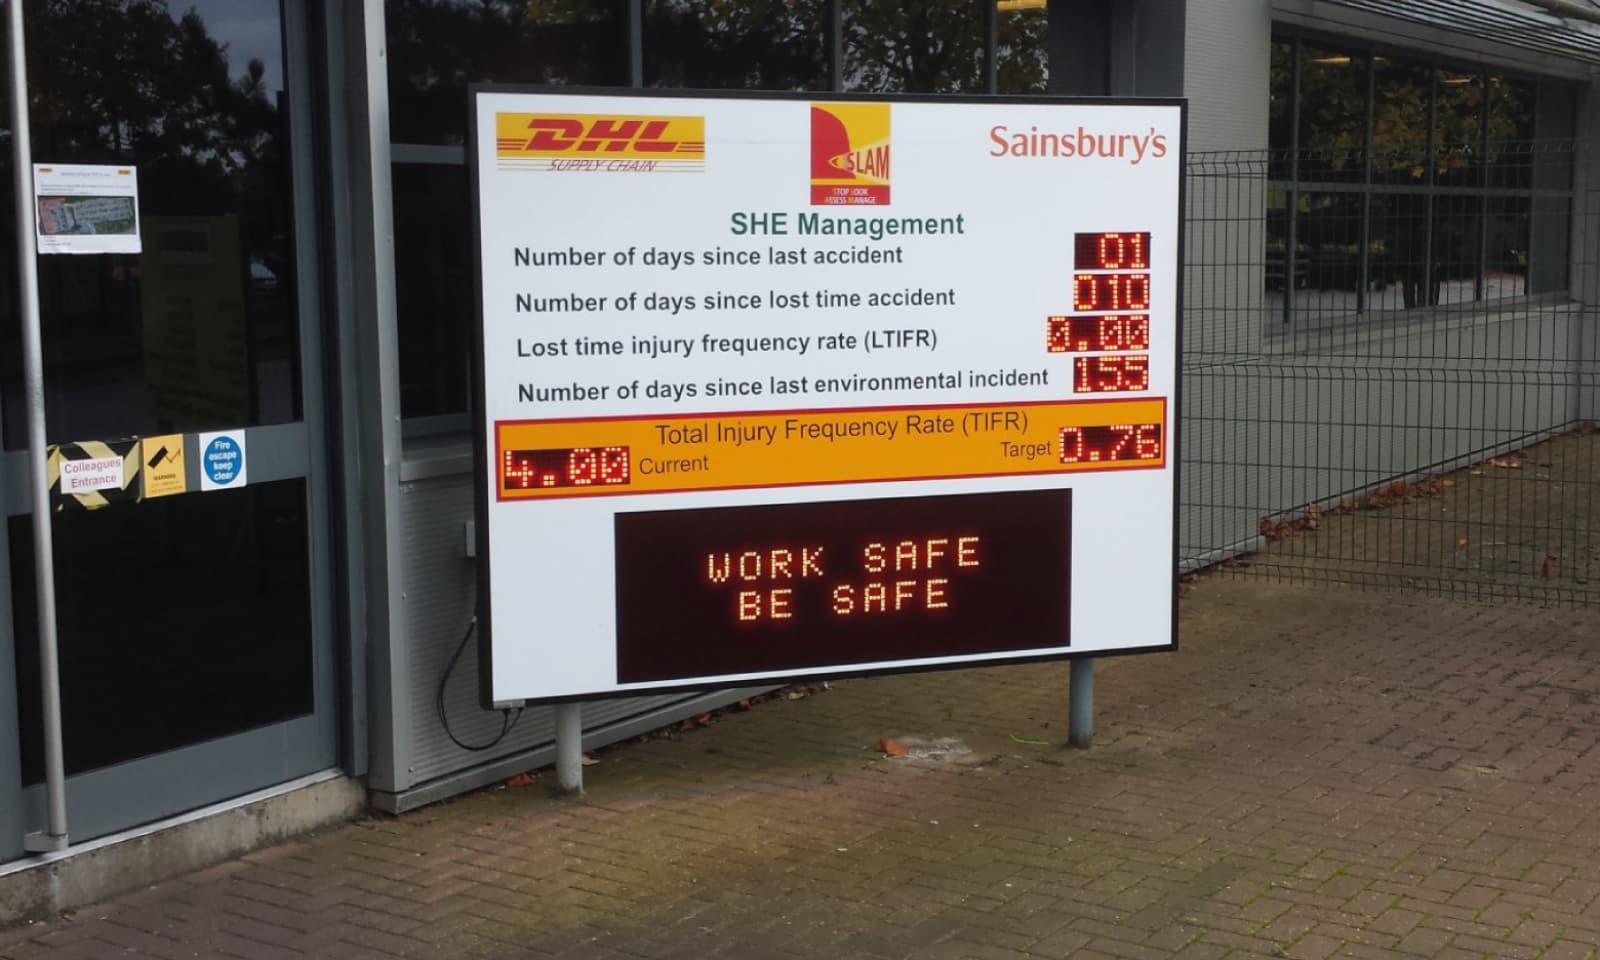 DHL
SUPPLY CHAIN
SLAM
STOP LOOK
ASSESS MANAGE
Sainsbury's
SHE Management
Number of days since last accident 01
Number of days since lost time accident 010
Lost time injury frequency rate (LTIFR) 0.00
Number of days since last environmental incident 155
Total Injury Frequency Rate (TIFR)
4.00 Current Target 0.76
WORK SAFE
BE SAFE
Colleagues
Entrance
WARNING
Fire
escape
keep
clear